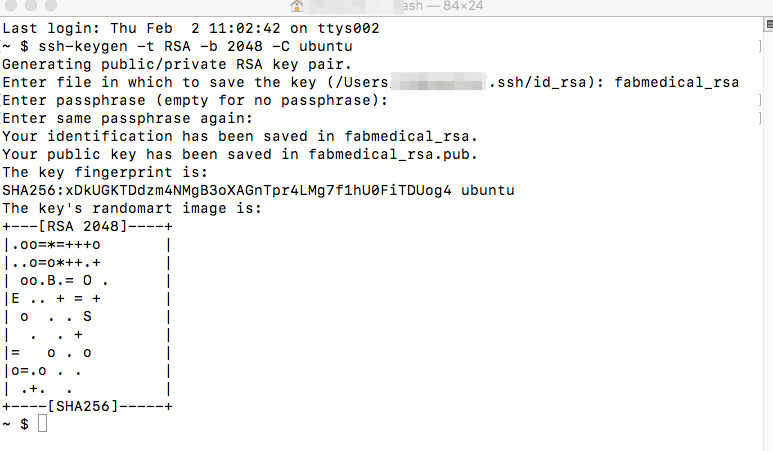 ash — 84×24
Last login: Thu Feb  2 11:02:42 on ttys002
~ $ ssh-keygen -t RSA -b 2048 -C ubuntu
Generating public/private RSA key pair.
Enter file in which to save the key (/Users/ .ssh/id_rsa): fabmedical_rsa
Enter passphrase (empty for no passphrase):
Enter same passphrase again:
Your identification has been saved in fabmedical_rsa.
Your public key has been saved in fabmedical_rsa.pub.
The key fingerprint is:
SHA256:xDkUGKTDdzm4NMgB3oXAGnTpr4LMg7f1hU0FiTDUog4 ubuntu
The key's randomart image is:
+---[RSA 2048]----+
|.oo=*=+++o       |
|..o=o*++.+       |
| oo.B.= O .      |
|E .. + = +       |
| o  . . S        |
|  .  . +         |
|=   o . o        |
|o=.o . .         |
| .+.  .          |
+----[SHA256]-----+
~ $